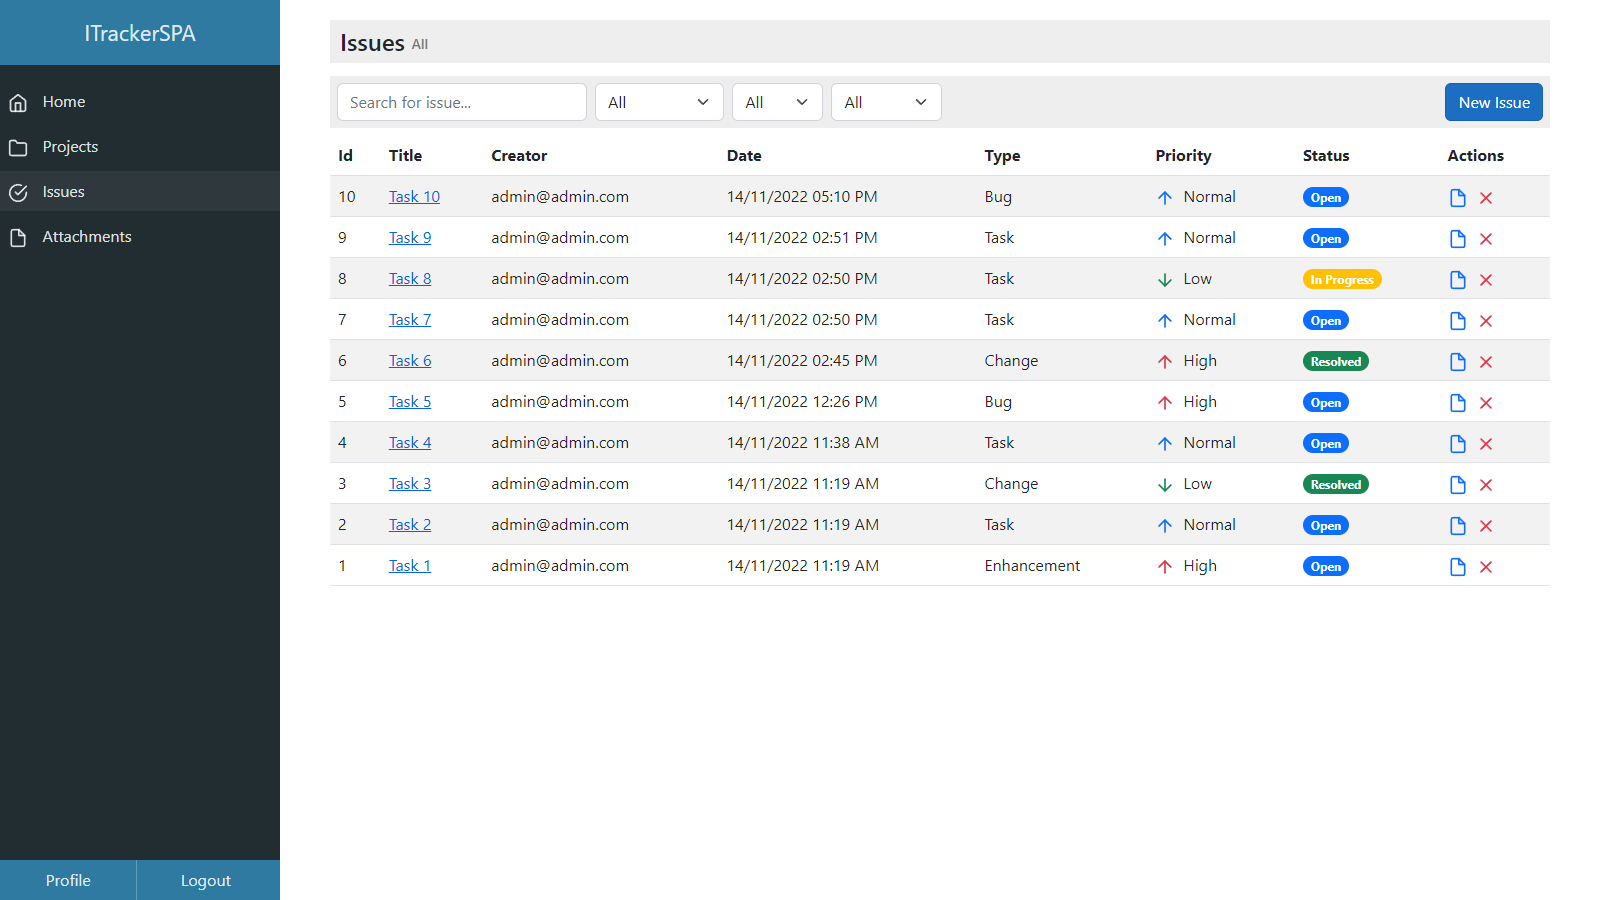 ITrackerSPA
Home
Projects
Issues
Attachments
Profile Logout
Issues All
Search for issue... All All All New Issue
Id Title Creator Date Type Priority Status Actions
10 Task 10 admin@admin.com 14/11/2022 05:10 PM Bug Normal Open
9 Task 9 admin@admin.com 14/11/2022 02:51 PM Task Normal Open
8 Task 8 admin@admin.com 14/11/2022 02:50 PM Task Low In Progress
7 Task 7 admin@admin.com 14/11/2022 02:50 PM Task Normal Open
6 Task 6 admin@admin.com 14/11/2022 02:45 PM Change High Resolved
5 Task 5 admin@admin.com 14/11/2022 12:26 PM Bug High Open
4 Task 4 admin@admin.com 14/11/2022 11:38 AM Task Normal Open
3 Task 3 admin@admin.com 14/11/2022 11:19 AM Change Low Resolved
2 Task 2 admin@admin.com 14/11/2022 11:19 AM Task Normal Open
1 Task 1 admin@admin.com 14/11/2022 11:19 AM Enhancement High Open